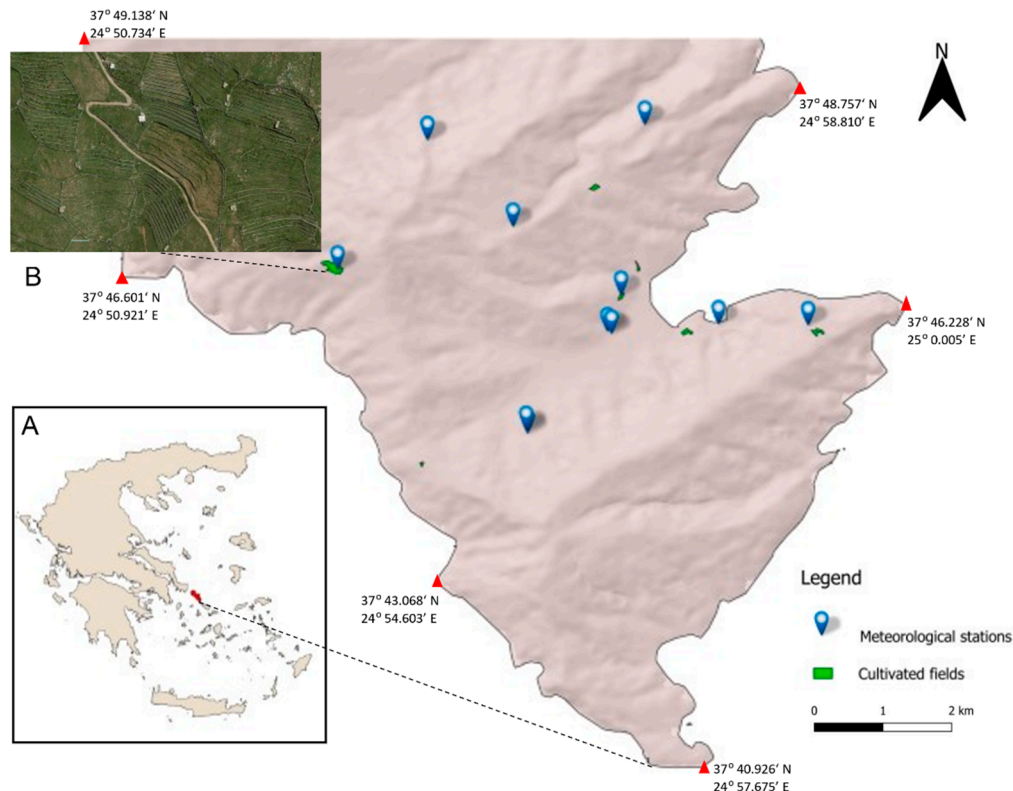 37° 49.138‘ N
24° 50.734’ E
N
37° 48.757‘ N
24° 58.810’ E
B
37° 46.601‘ N
24° 50.921’ E
37° 46.228‘ N
25° 0.005’ E
A
37° 43.068‘ N
24° 54.603’ E
Legend
Meteorological stations
Cultivated fields
0 1 2 km
37° 40.926‘ N
24° 57.675’ E